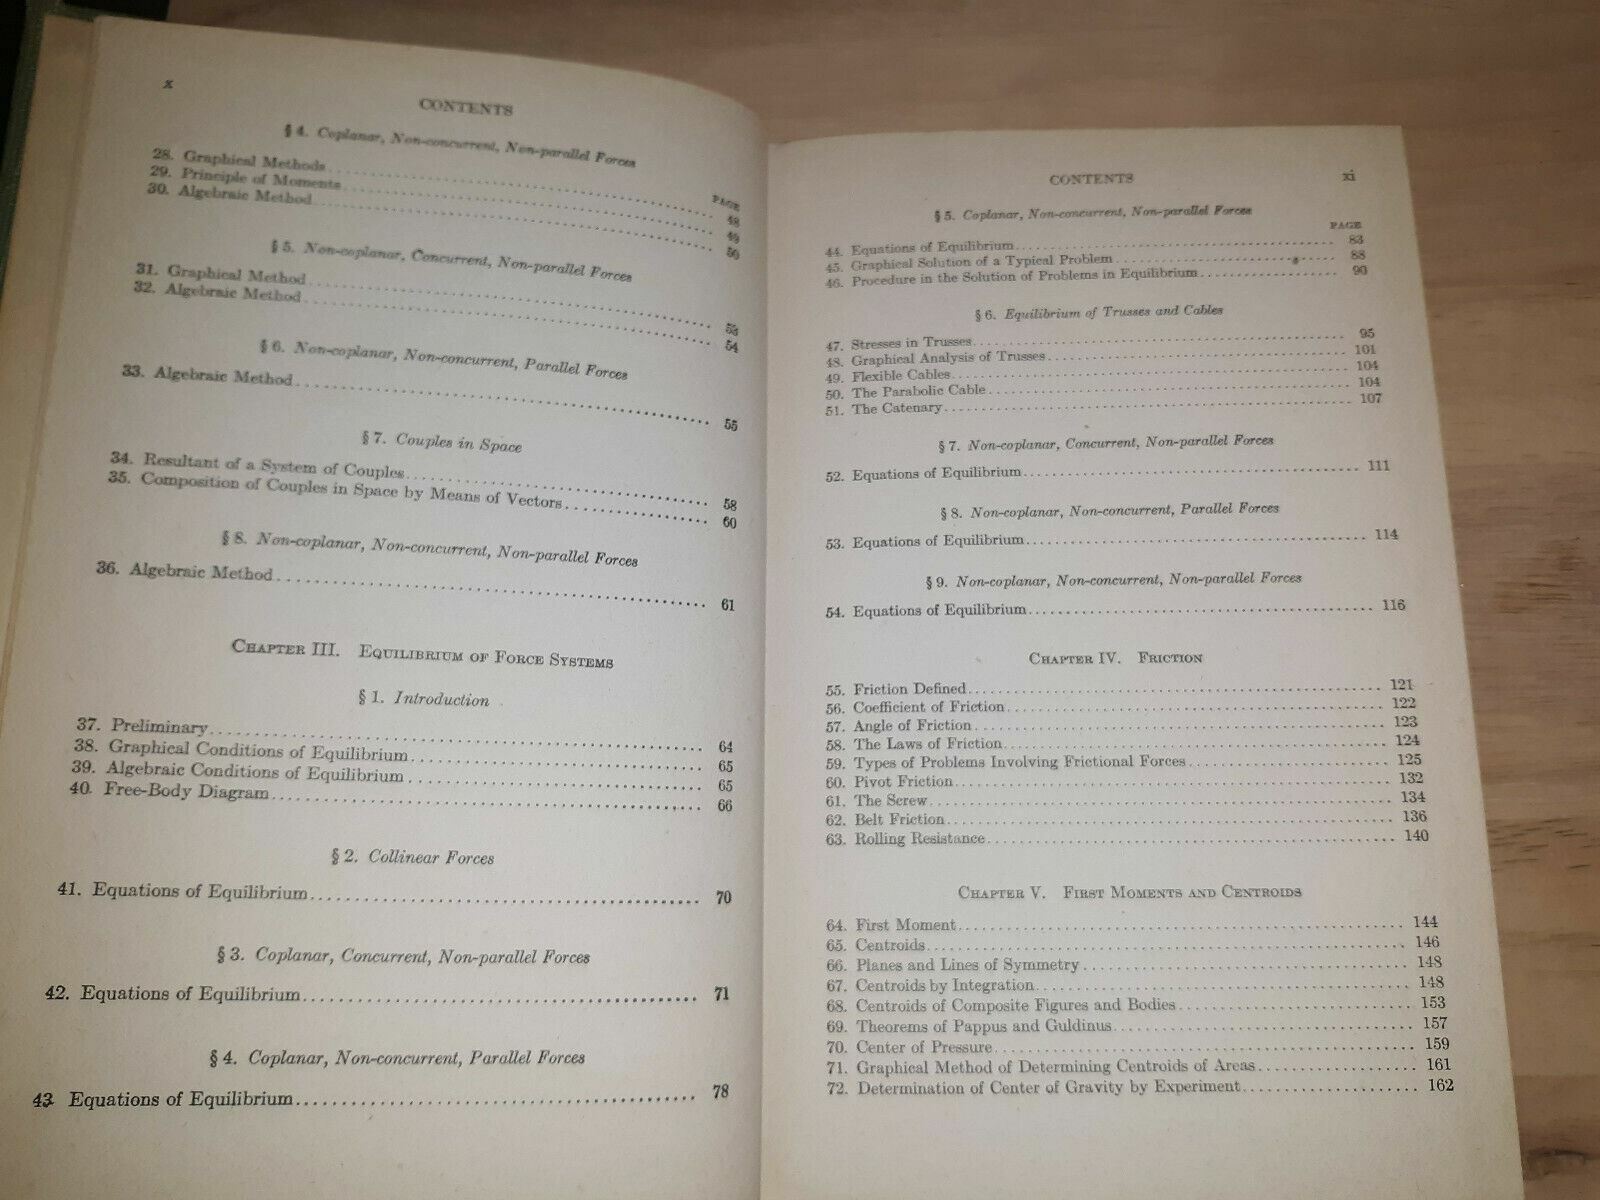 x
CONTENTS
§ 4. Coplanar, Non-concurrent, Non-parallel Forces
PAGE
28. Graphical Methods 48
29. Principle of Moments 49
30. Algebraic Method 50
§ 5. Non-coplanar, Concurrent, Non-parallel Forces
31. Graphical Method 53
32. Algebraic Method 54
§ 6. Non-coplanar, Non-concurrent, Parallel Forces
33. Algebraic Method 55
§ 7. Couples in Space
34. Resultant of a System of Couples 58
35. Composition of Couples in Space by Means of Vectors 60
§ 8. Non-coplanar, Non-concurrent, Non-parallel Forces
36. Algebraic Method 61
CHAPTER III. EQUILIBRIUM OF FORCE SYSTEMS
§ 1. Introduction
37. Preliminary 64
38. Graphical Conditions of Equilibrium 65
39. Algebraic Conditions of Equilibrium 65
40. Free-Body Diagram 66
§ 2. Collinear Forces
41. Equations of Equilibrium 70
§ 3. Coplanar, Concurrent, Non-parallel Forces
42. Equations of Equilibrium 71
§ 4. Coplanar, Non-concurrent, Parallel Forces
43. Equations of Equilibrium 78
CONTENTS xi
§ 5. Coplanar, Non-concurrent, Non-parallel Forces
PAGE
44. Equations of Equilibrium 83
45. Graphical Solution of a Typical Problem 88
46. Procedure in the Solution of Problems in Equilibrium 90
§ 6. Equilibrium of Trusses and Cables
47. Stresses in Trusses 95
48. Graphical Analysis of Trusses 101
49. Flexible Cables 104
50. The Parabolic Cable 104
51. The Catenary 107
§ 7. Non-coplanar, Concurrent, Non-parallel Forces
52. Equations of Equilibrium 111
§ 8. Non-coplanar, Non-concurrent, Parallel Forces
53. Equations of Equilibrium 114
§ 9. Non-coplanar, Non-concurrent, Non-parallel Forces
54. Equations of Equilibrium 116
CHAPTER IV. FRICTION
55. Friction Defined 121
56. Coefficient of Friction 122
57. Angle of Friction 123
58. The Laws of Friction 124
59. Types of Problems Involving Frictional Forces 125
60. Pivot Friction 132
61. The Screw 134
62. Belt Friction 136
63. Rolling Resistance 140
CHAPTER V. FIRST MOMENTS AND CENTROIDS
64. First Moment 144
65. Centroids 146
66. Planes and Lines of Symmetry 148
67. Centroids by Integration 148
68. Centroids of Composite Figures and Bodies 153
69. Theorems of Pappus and Guldinus 157
70. Center of Pressure 159
71. Graphical Method of Determining Centroids of Areas 161
72. Determination of Center of Gravity by Experiment 162